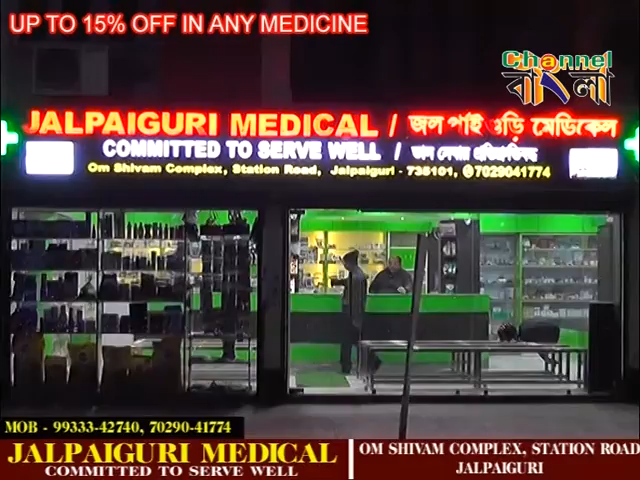 UP TO 15% OFF IN ANY MEDICINE
Channel
বাংলা
JALPAIGURI MEDICAL / জলপাইগুড়ি মেডিকেল
COMMITTED TO SERVE WELL / ভাল সেবায় প্রতিশ্রুতিবদ্ধ
Om Shivam Complex, Station Road, Jalpaiguri - 735101, 7029041774
MOB - 99333-42740, 70290-41774
JALPAIGURI MEDICAL
COMMITTED TO SERVE WELL
OM SHIVAM COMPLEX, STATION ROAD
JALPAIGURI